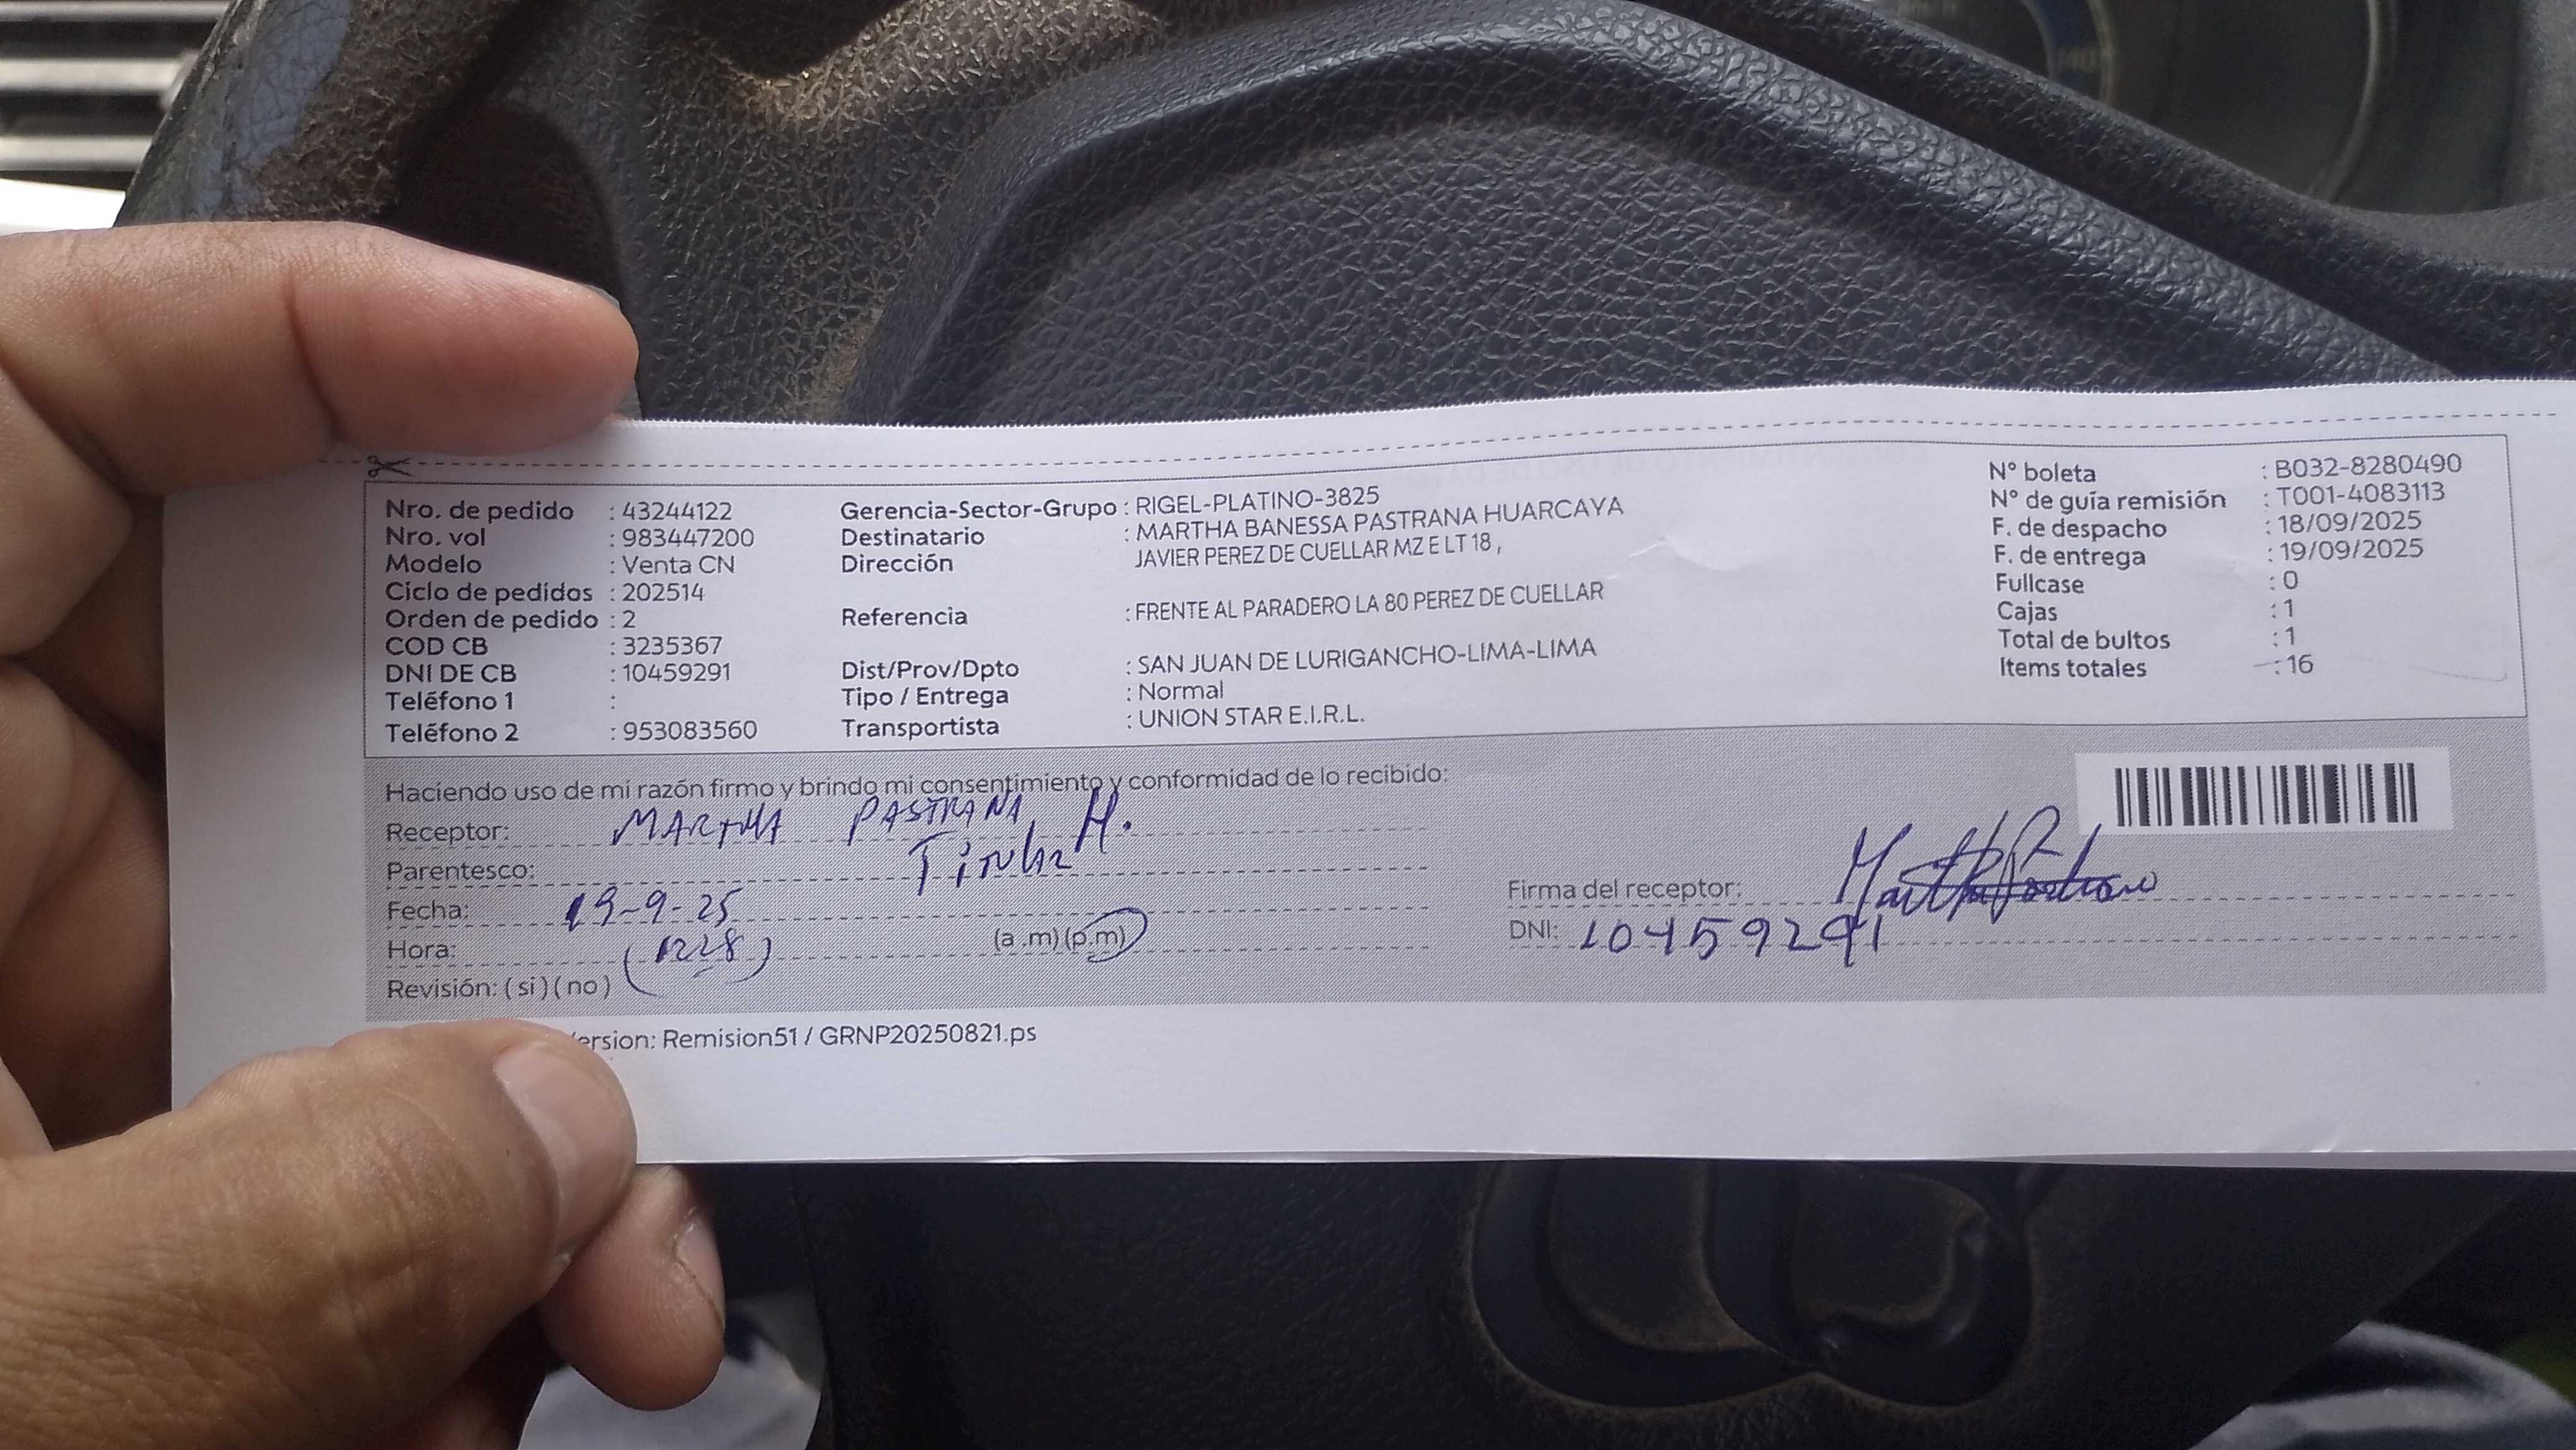 Nro. de pedido : 43244122
Nro. vol : 983447200
Modelo : Venta CN
Ciclo de pedidos : 202514
Orden de pedido : 2
COD CB : 3235367
DNI DE CB : 10459291
Teléfono 1 :
Teléfono 2 : 953083560
Gerencia-Sector-Grupo : RIGEL-PLATINO-3825
Destinatario : MARTHA BANESSA PASTRANA HUARCAYA
Dirección JAVIER PEREZ DE CUELLAR MZ E LT 18 ,
Referencia : FRENTE AL PARADERO LA 80 PEREZ DE CUELLAR
Dist/Prov/Dpto : SAN JUAN DE LURIGANCHO-LIMA-LIMA
Tipo / Entrega : Normal
Transportista : UNION STAR E.I.R.L.
N° boleta : B032-8280490
N° de guía remisión : T001-4083113
F. de despacho : 18/09/2025
F. de entrega : 19/09/2025
Fullcase : 0
Cajas : 1
Total de bultos : 1
Items totales : 16
Haciendo uso de mi razón firmo y brindo mi consentimiento y conformidad de lo recibido:
Receptor: MARTHA PASTRANA H.
Parentesco:
Fecha: 19-9-25
Hora: (1228) (a .m) (p.m)
Revisión: ( si ) ( no )
Firma del receptor: Martha Pastrana
DNI: 10459291
ersion: Remision51 / GRNP20250821.ps